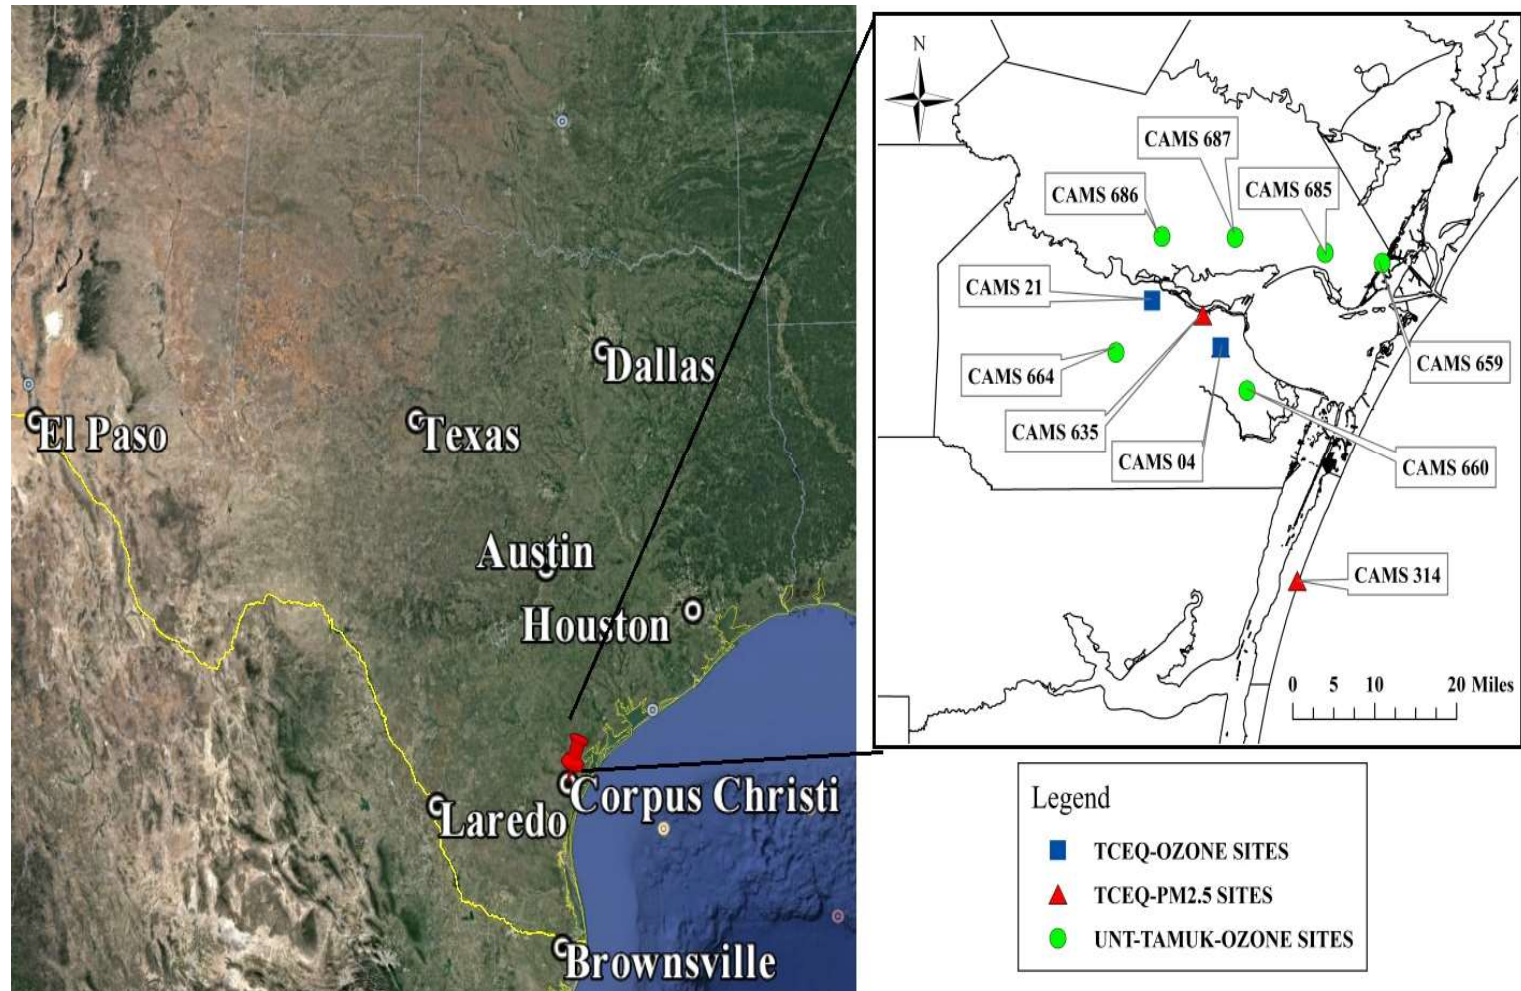 Dallas
El Paso
Texas
Austin
Houston
Corpus Christi
Laredo
Brownsville
N
CAMS 687
CAMS 686
CAMS 685
CAMS 21
CAMS 659
CAMS 664
CAMS 635
CAMS 04
CAMS 660
CAMS 314
0 5 10 20 Miles
Legend
TCEQ-OZONE SITES
TCEQ-PM2.5 SITES
UNT-TAMUK-OZONE SITES